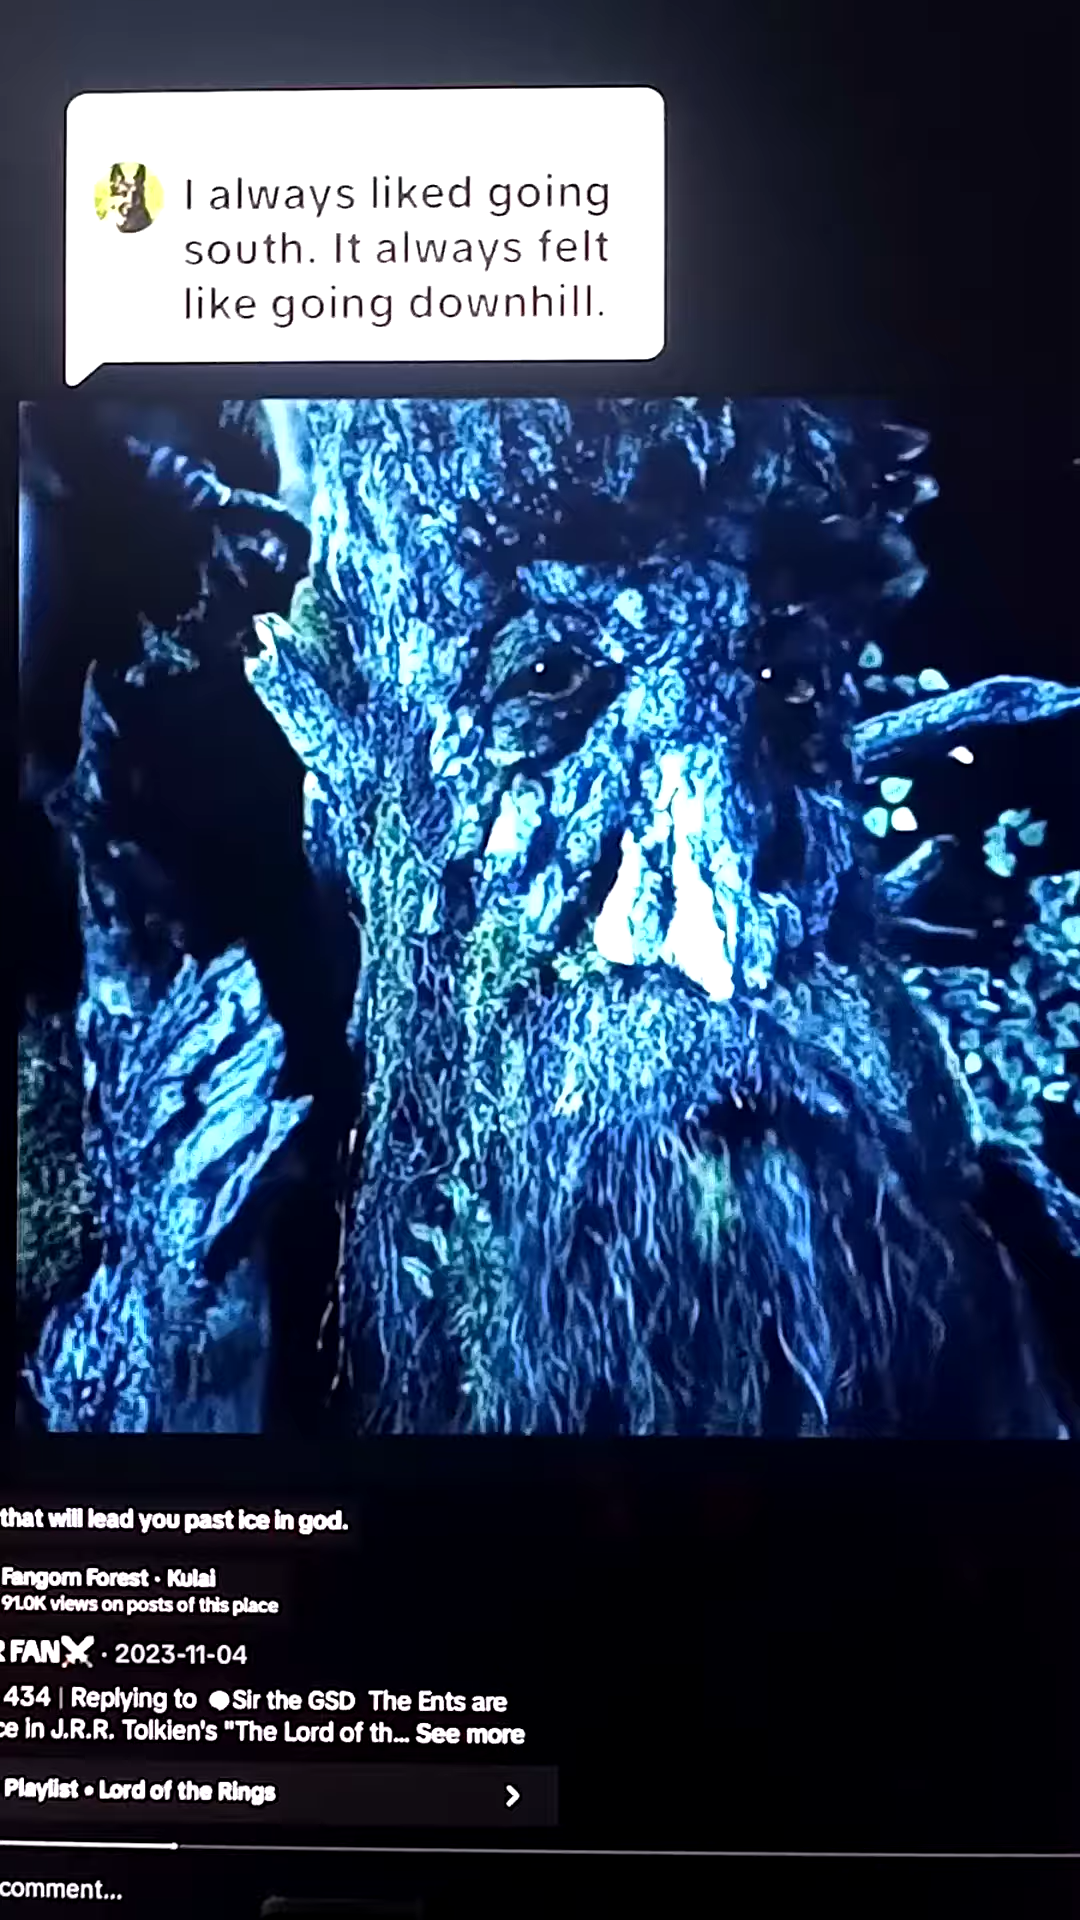 I always liked going
south. It always felt
like going downhill.
that will lead you past ice in god.
Fangorn Forest · Kulai
91.0K views on posts of this place
FAN · 2023-11-04
434 | Replying to Sir the GSD The Ents are
in J.R.R. Tolkien's "The Lord of th... See more
Playlist • Lord of the Rings
comment...